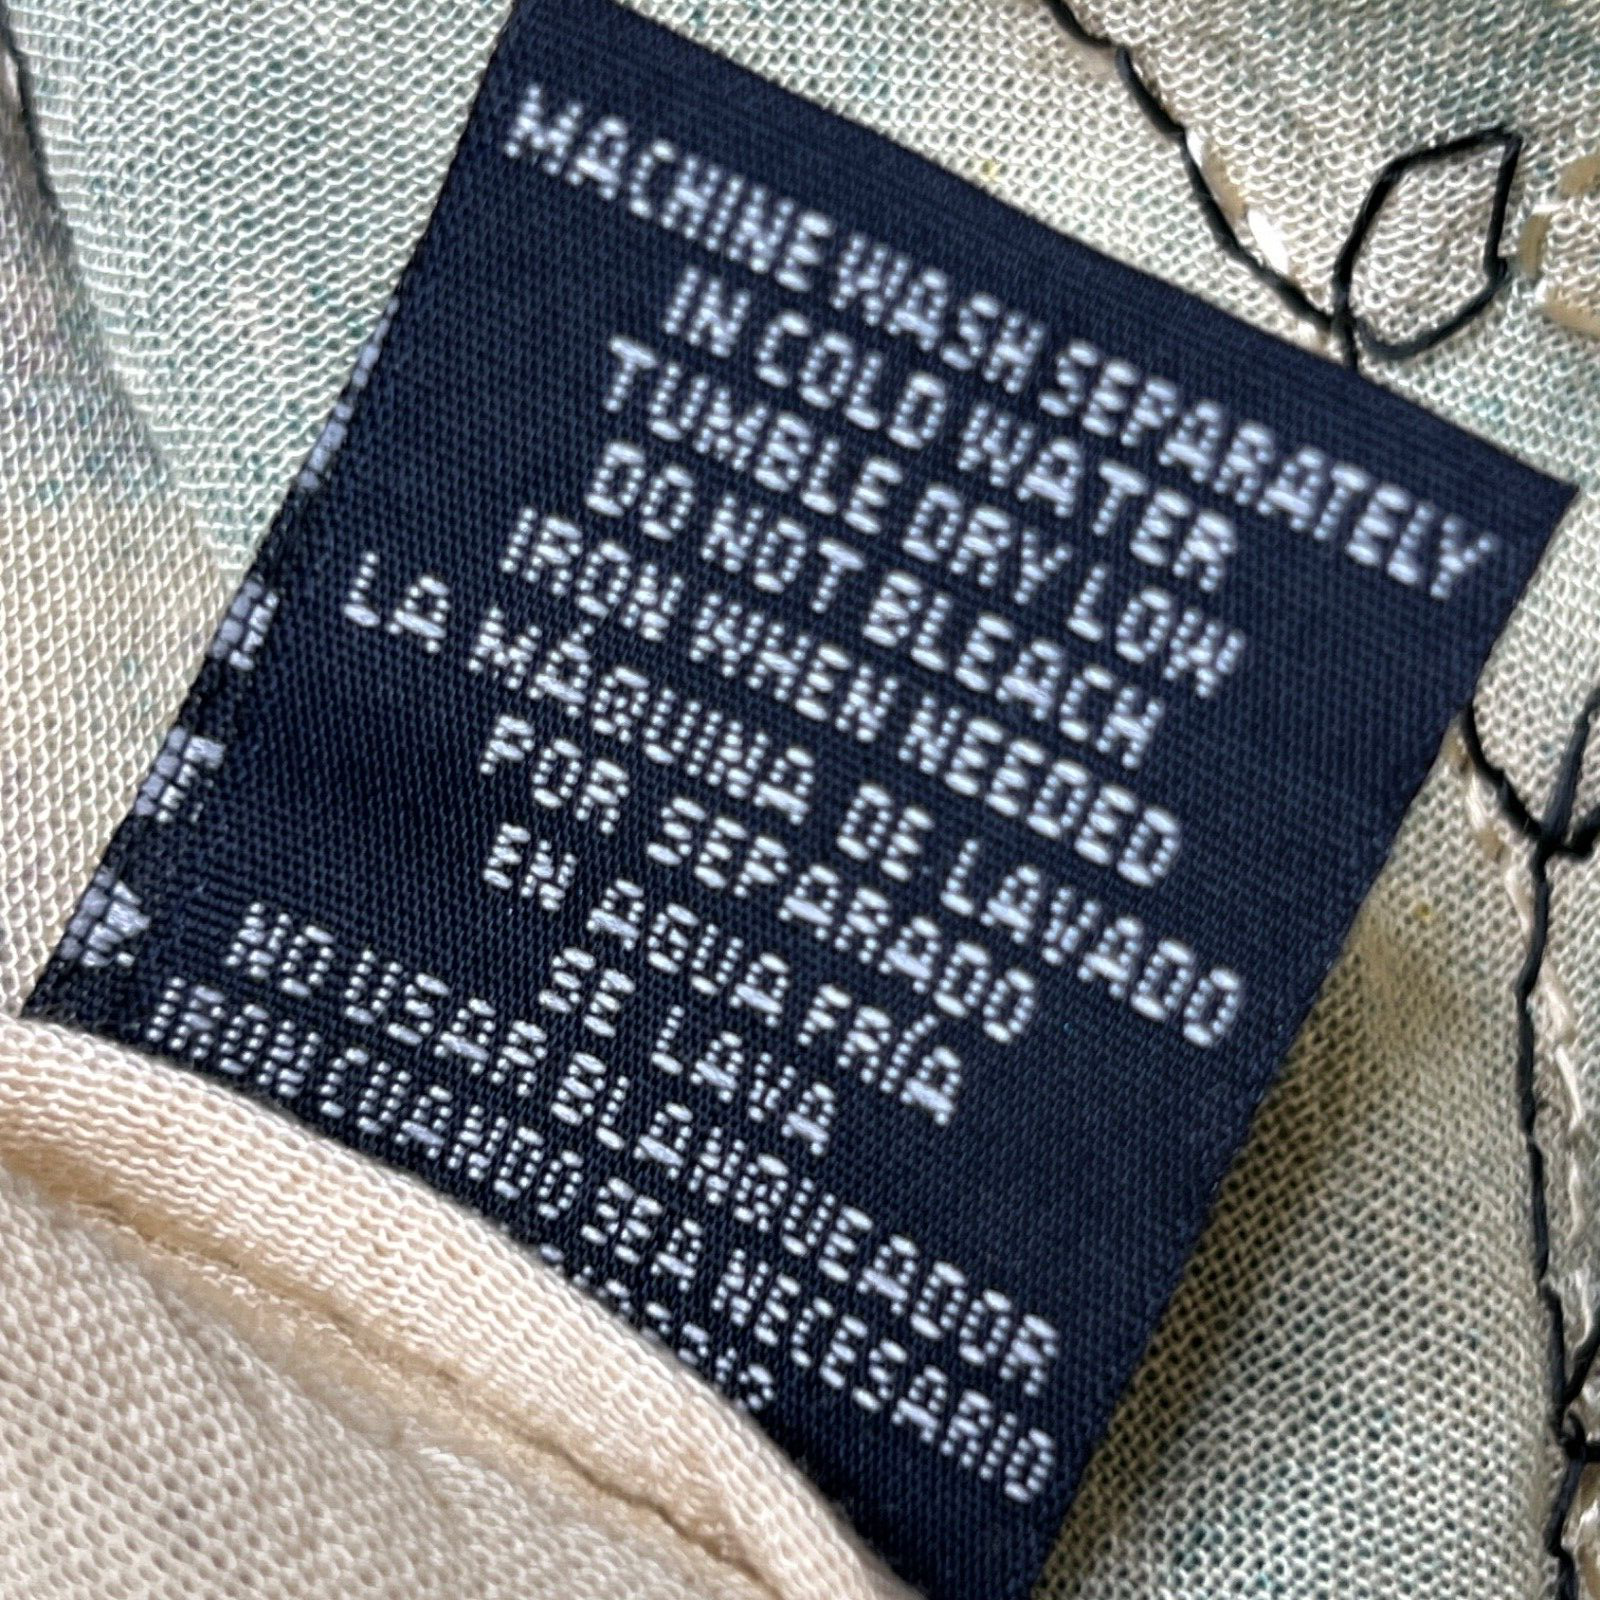 MACHINE WASH SEPARATELY
IN COLD WATER
TUMBLE DRY LOW
DO NOT BLEACH
IRON WHEN NEEDED
LA MÁQUINA DE LAVADO
POR SEPARADO
EN AGUA FRÍA
SE LAVA
NO USAR BLANQUEADOR
IRON CUANDO SEA NECESARIO